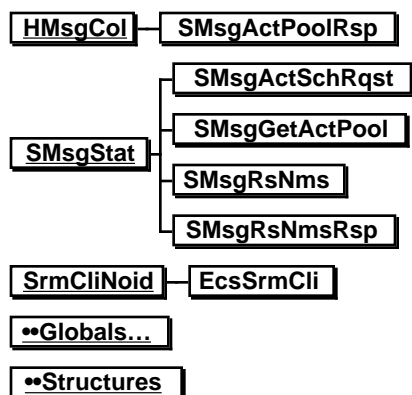 HMsgCol SMsgActPoolRsp
SMsgActSchRqst
SMsgGetActPool
SMsgStat
SMsgRsNms
SMsgRsNmsRsp
SrmCliNoid EcsSrmCli
••Globals…
••Structures